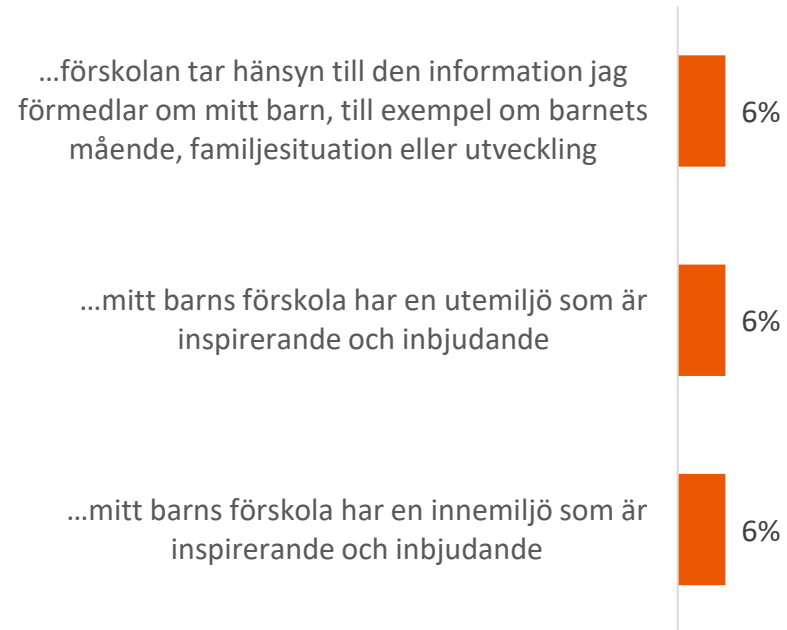 …förskolan tar hänsyn till den information jag
förmedlar om mitt barn, till exempel om barnets
mående, familjesituation eller utveckling
6%
…mitt barns förskola har en utemiljö som är
inspirerande och inbjudande
6%
…mitt barns förskola har en innemiljö som är
inspirerande och inbjudande
6%